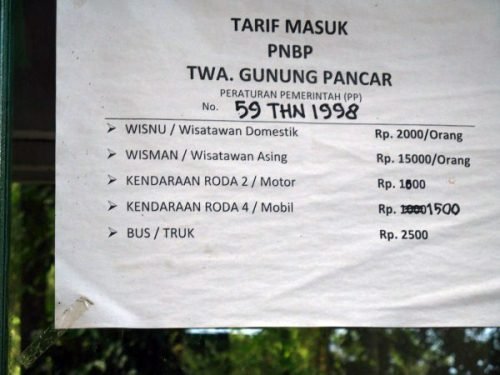 TARIF MASUK
PNBP
TWA. GUNUNG PANCAR
PERATURAN PEMERINTAH (PP)
No. 59 THN 1998
➢ WISNU / Wisatawan Domestik Rp. 2000/Orang
➢ WISMAN / Wisatawan Asing Rp. 15000/Orang
➢ KENDARAAN RODA 2 / Motor Rp.
➢ KENDARAAN RODA 4 / Mobil Rp. 1500
➢ BUS / TRUK Rp. 2500